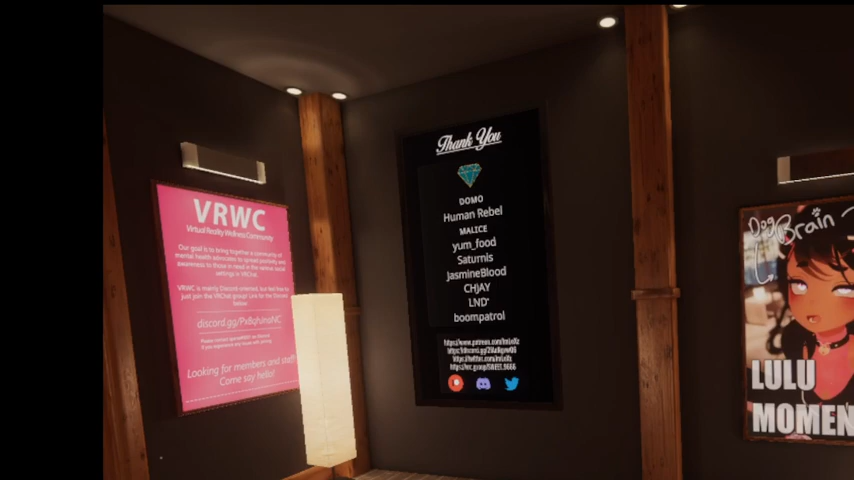 VRWC
Virtual Reality Wellness Community
Our goal is to bring together a community of
mental health advocates to spread positivity and
awareness to those in need in the various social
settings in VRChat.
VRWC is mainly Discord oriented, but feel free to
just join the VRChat group! Link for the Discord
below:
Looking for members and staff!
Come say hello!
Thank You
DOMO
Human Rebel
MALICE
yum_food
Saturnis
JasmineBlood
CHJAY
LND'
boompatrol
Dog Brain
LULU
MOMEN